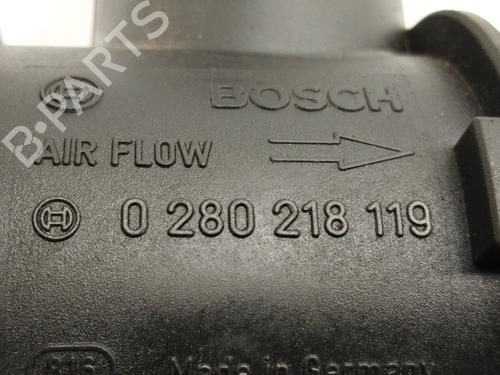 BOSCH
AIR FLOW
0 280 218 119
Made in Germany
B-PARTS